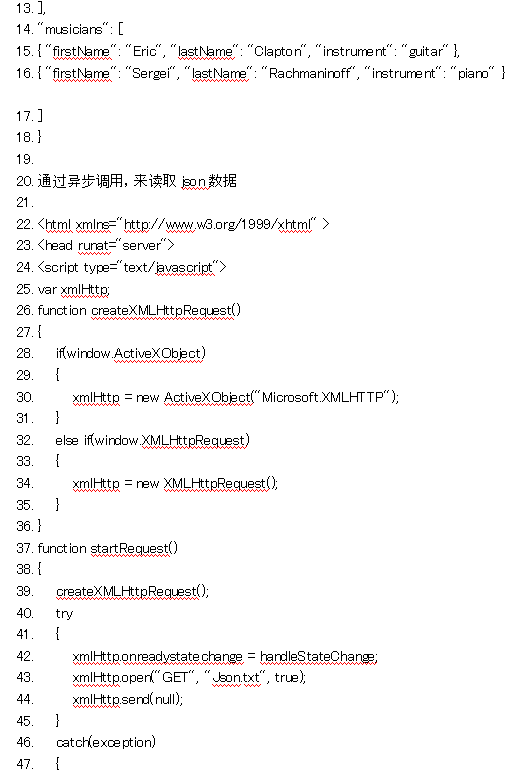 13. ],
14. "musicians": [
15. { "firstName": "Eric", "lastName": "Clapton", "instrument": "guitar" },
16. { "firstName": "Sergei", "lastName": "Rachmaninoff", "instrument": "piano" }
17. ]
18. }
19.
20. 通过异步调用，来读取 json 数据
21.
22. <html xmlns="http://www.w3.org/1999/xhtml" >
23. <head runat="server">
24. <script type="text/javascript">
25. var xmlHttp;
26. function createXMLHttpRequest()
27. {
28. if(window.ActiveXObject)
29. {
30. xmlHttp = new ActiveXObject("Microsoft.XMLHTTP");
31. }
32. else if(window.XMLHttpRequest)
33. {
34. xmlHttp = new XMLHttpRequest();
35. }
36. }
37. function startRequest()
38. {
39. createXMLHttpRequest();
40. try
41. {
42. xmlHttp.onreadystatechange = handleStateChange;
43. xmlHttp.open("GET", "Json.txt", true);
44. xmlHttp.send(null);
45. }
46. catch(exception)
47. {